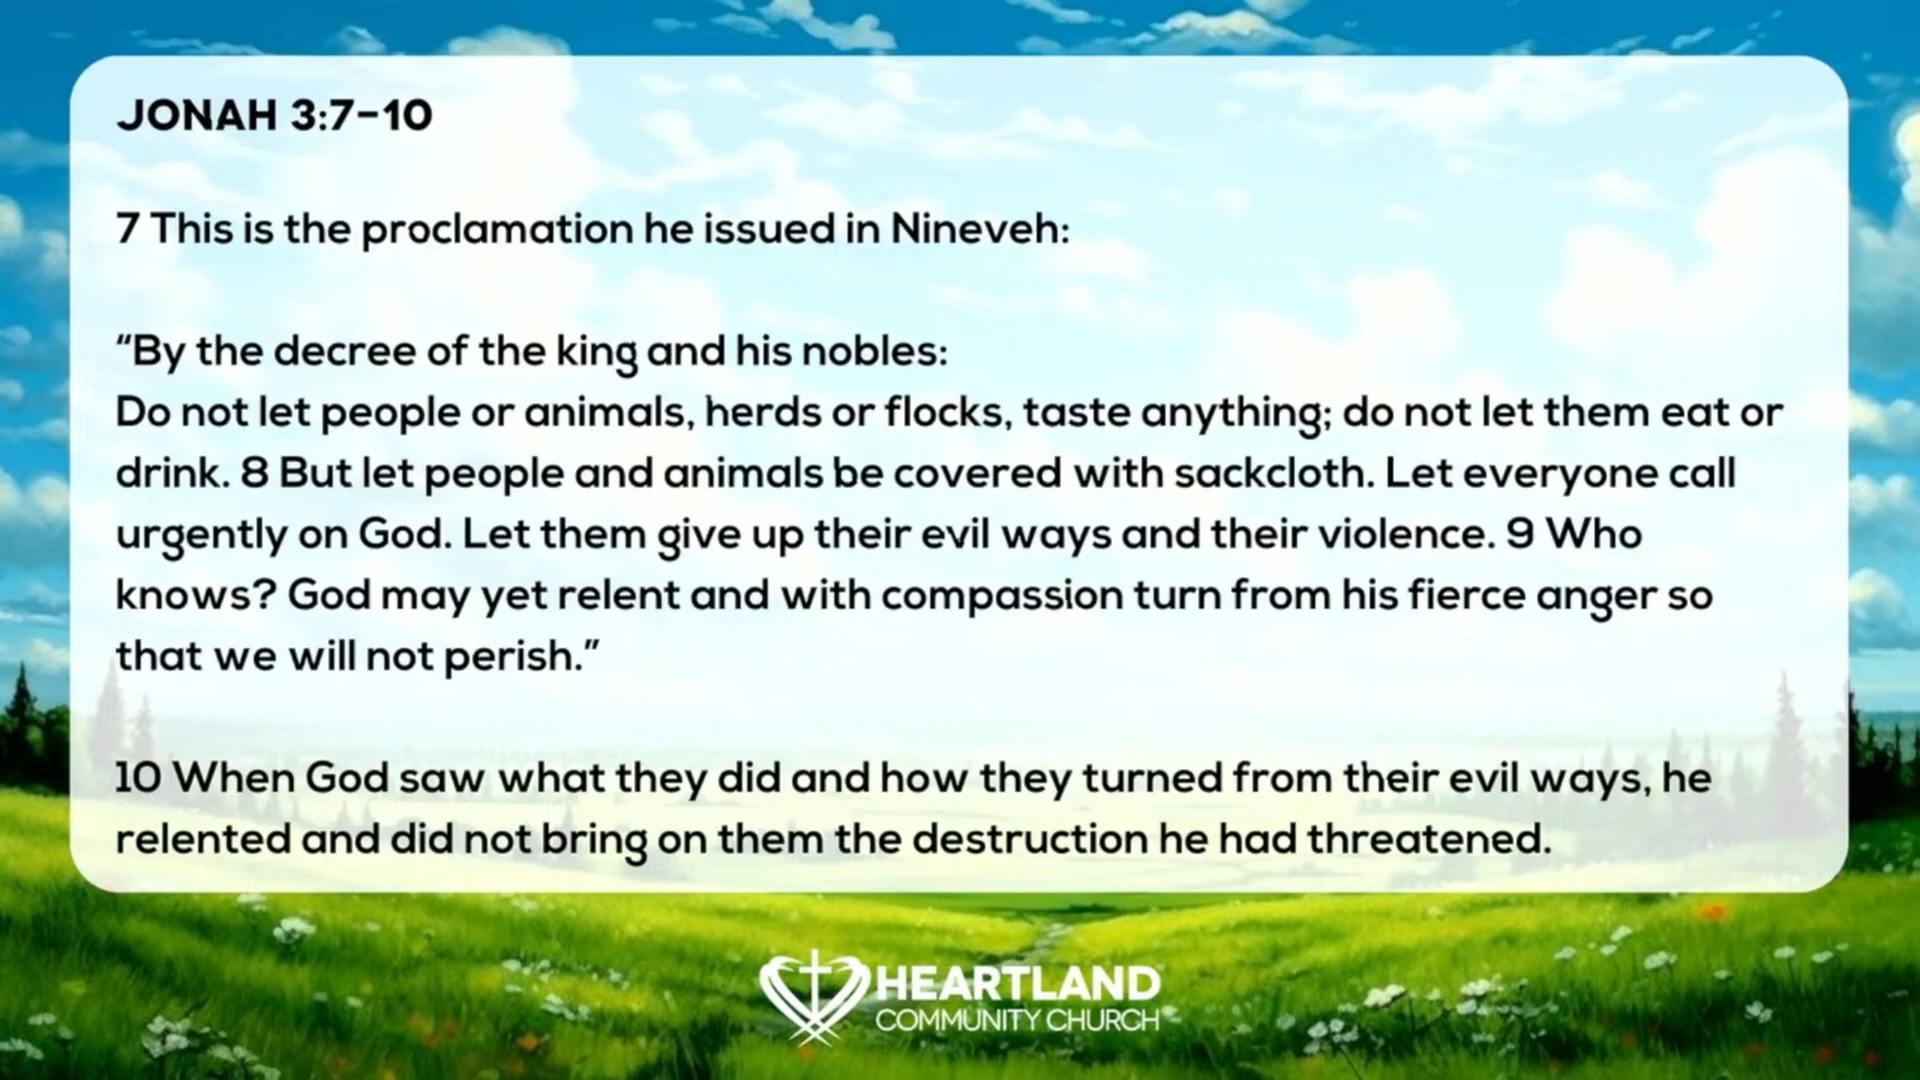 JONAH 3:7–10
7 This is the proclamation he issued in Nineveh:
“By the decree of the king and his nobles:
Do not let people or animals, herds or flocks, taste anything; do not let them eat or
drink. 8 But let people and animals be covered with sackcloth. Let everyone call
urgently on God. Let them give up their evil ways and their violence. 9 Who
knows? God may yet relent and with compassion turn from his fierce anger so
that we will not perish.”
10 When God saw what they did and how they turned from their evil ways, he
relented and did not bring on them the destruction he had threatened.
HEARTLAND
COMMUNITY CHURCH